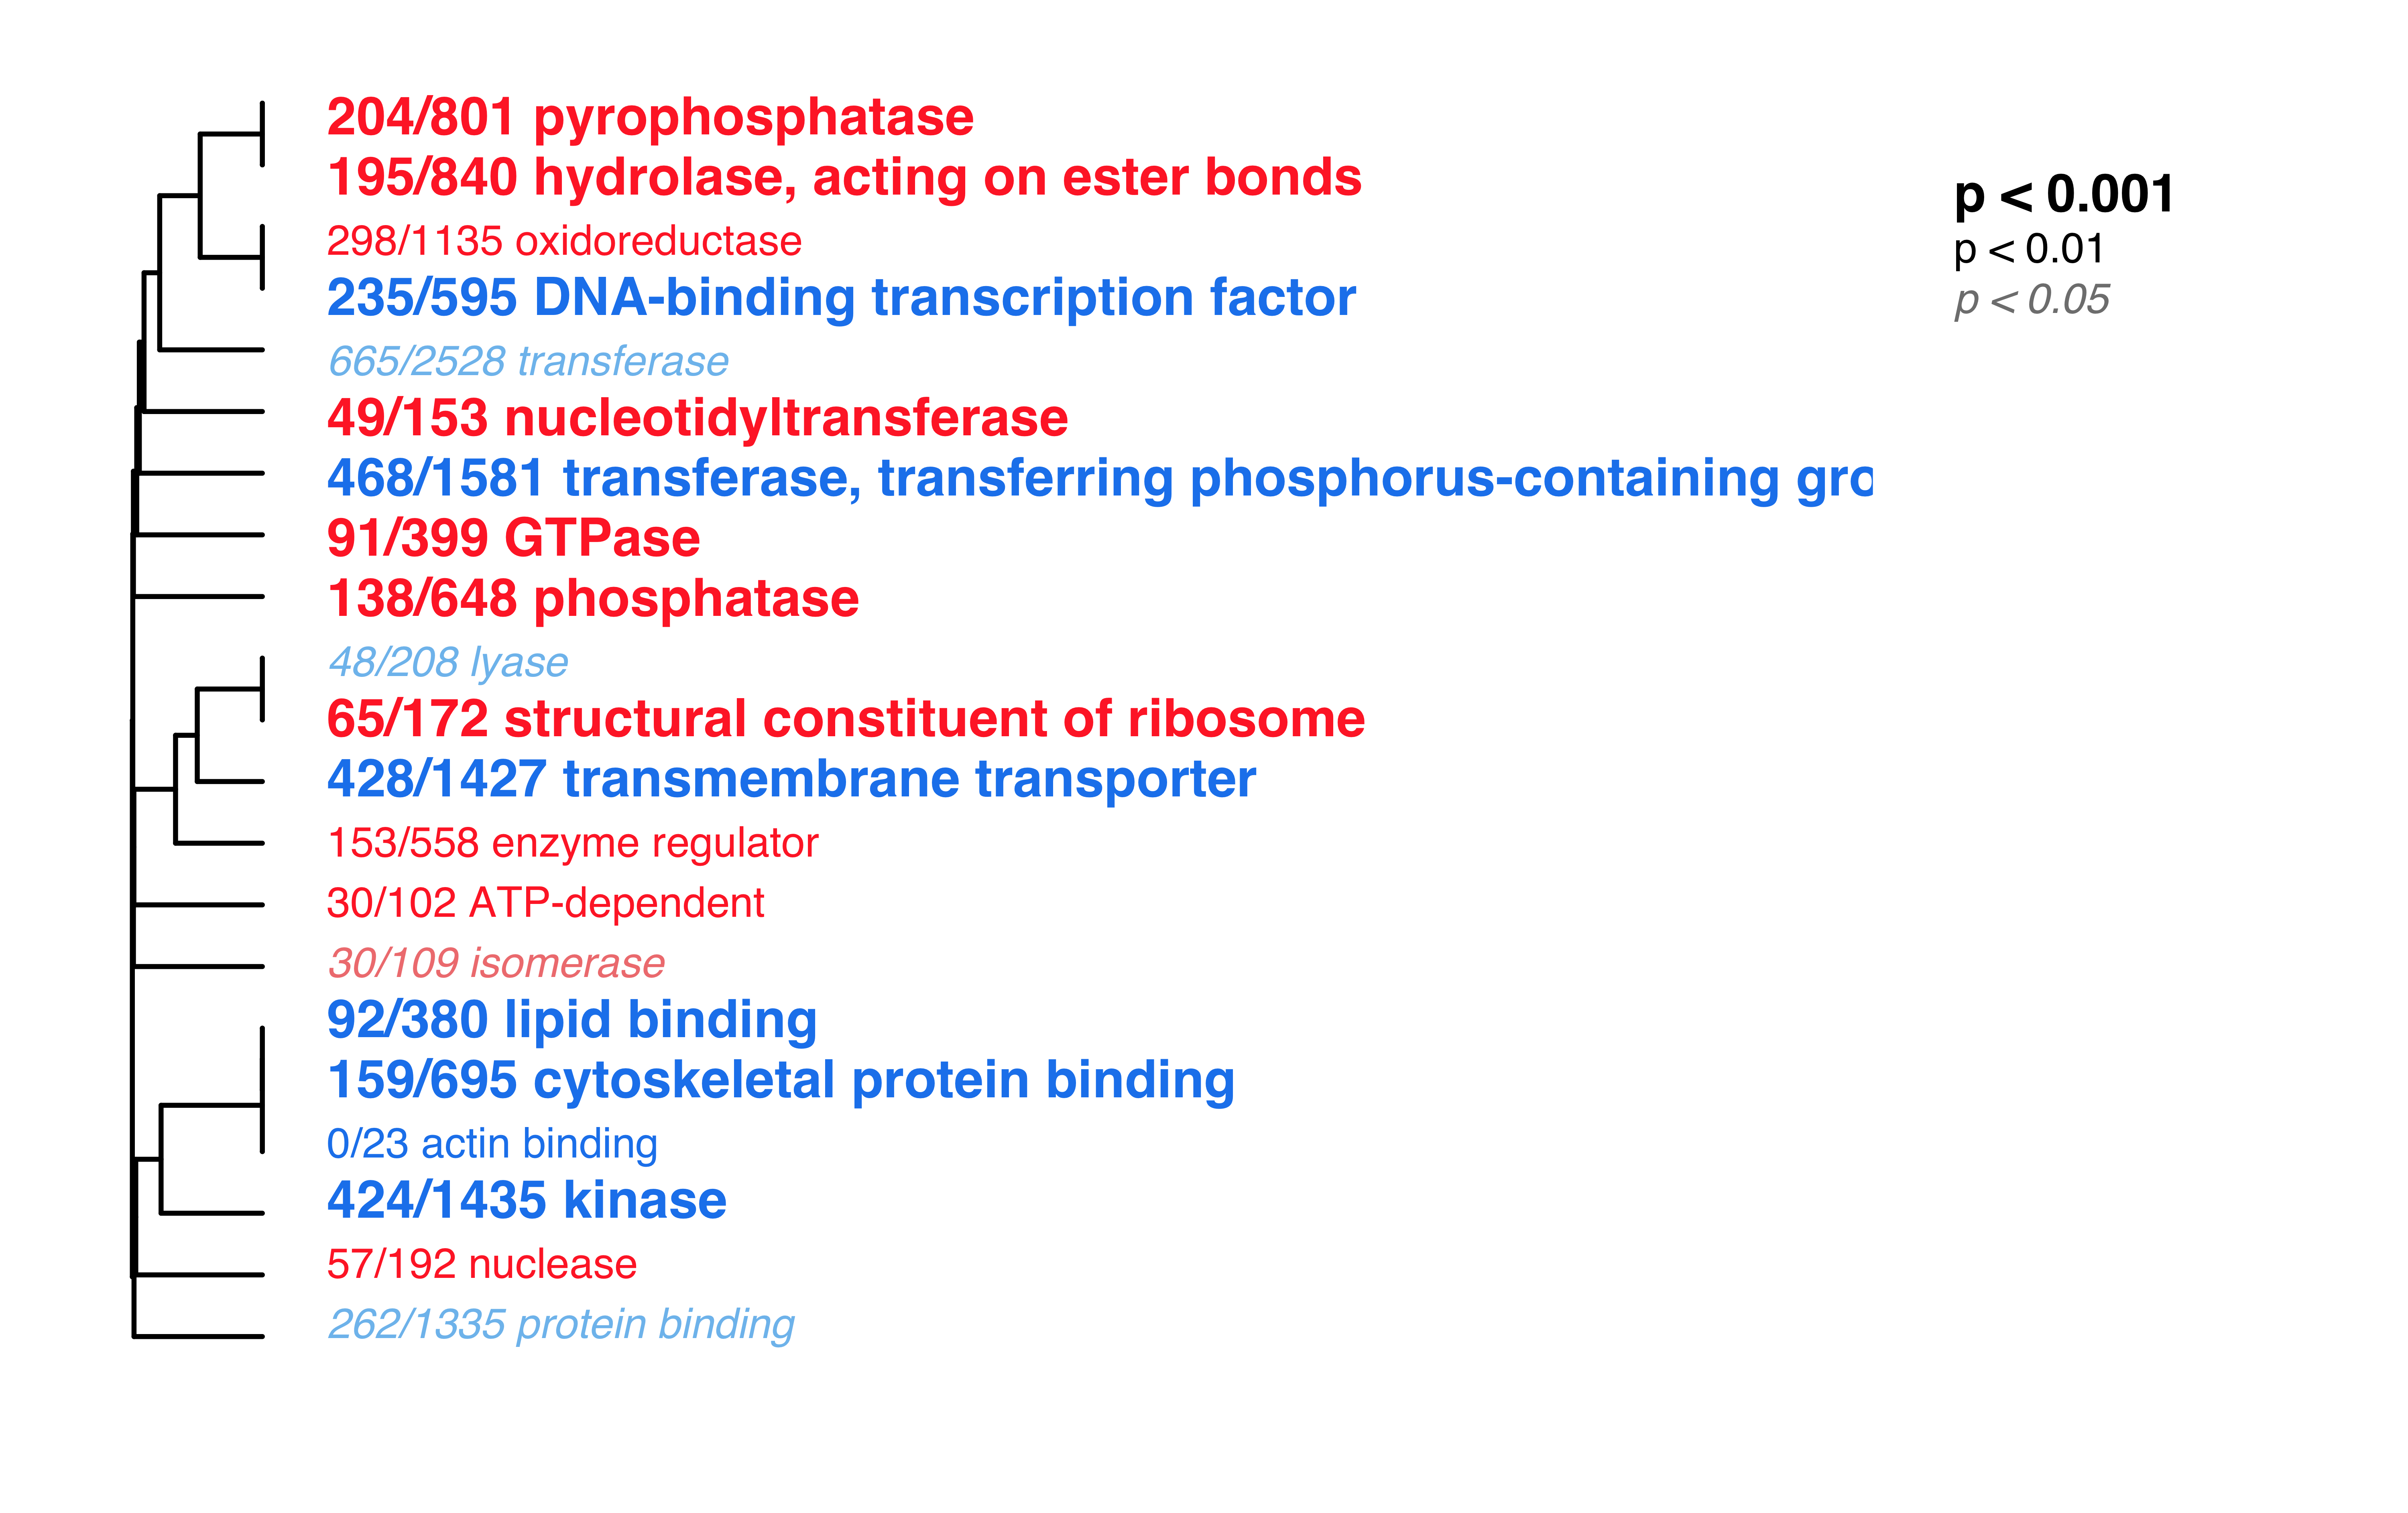 204/801 pyrophosphatase
195/840 hydrolase, acting on ester bonds
298/1135 oxidoreductase
235/595 DNA-binding transcription factor
665/2528 transferase
49/153 nucleotidyltransferase
468/1581 transferase, transferring phosphorus-containing gro
91/399 GTPase
138/648 phosphatase
48/208 lyase
65/172 structural constituent of ribosome
428/1427 transmembrane transporter
153/558 enzyme regulator
30/102 ATP-dependent
30/109 isomerase
92/380 lipid binding
159/695 cytoskeletal protein binding
0/23 actin binding
424/1435 kinase
57/192 nuclease
262/1335 protein binding
p < 0.001
p < 0.01
p < 0.05